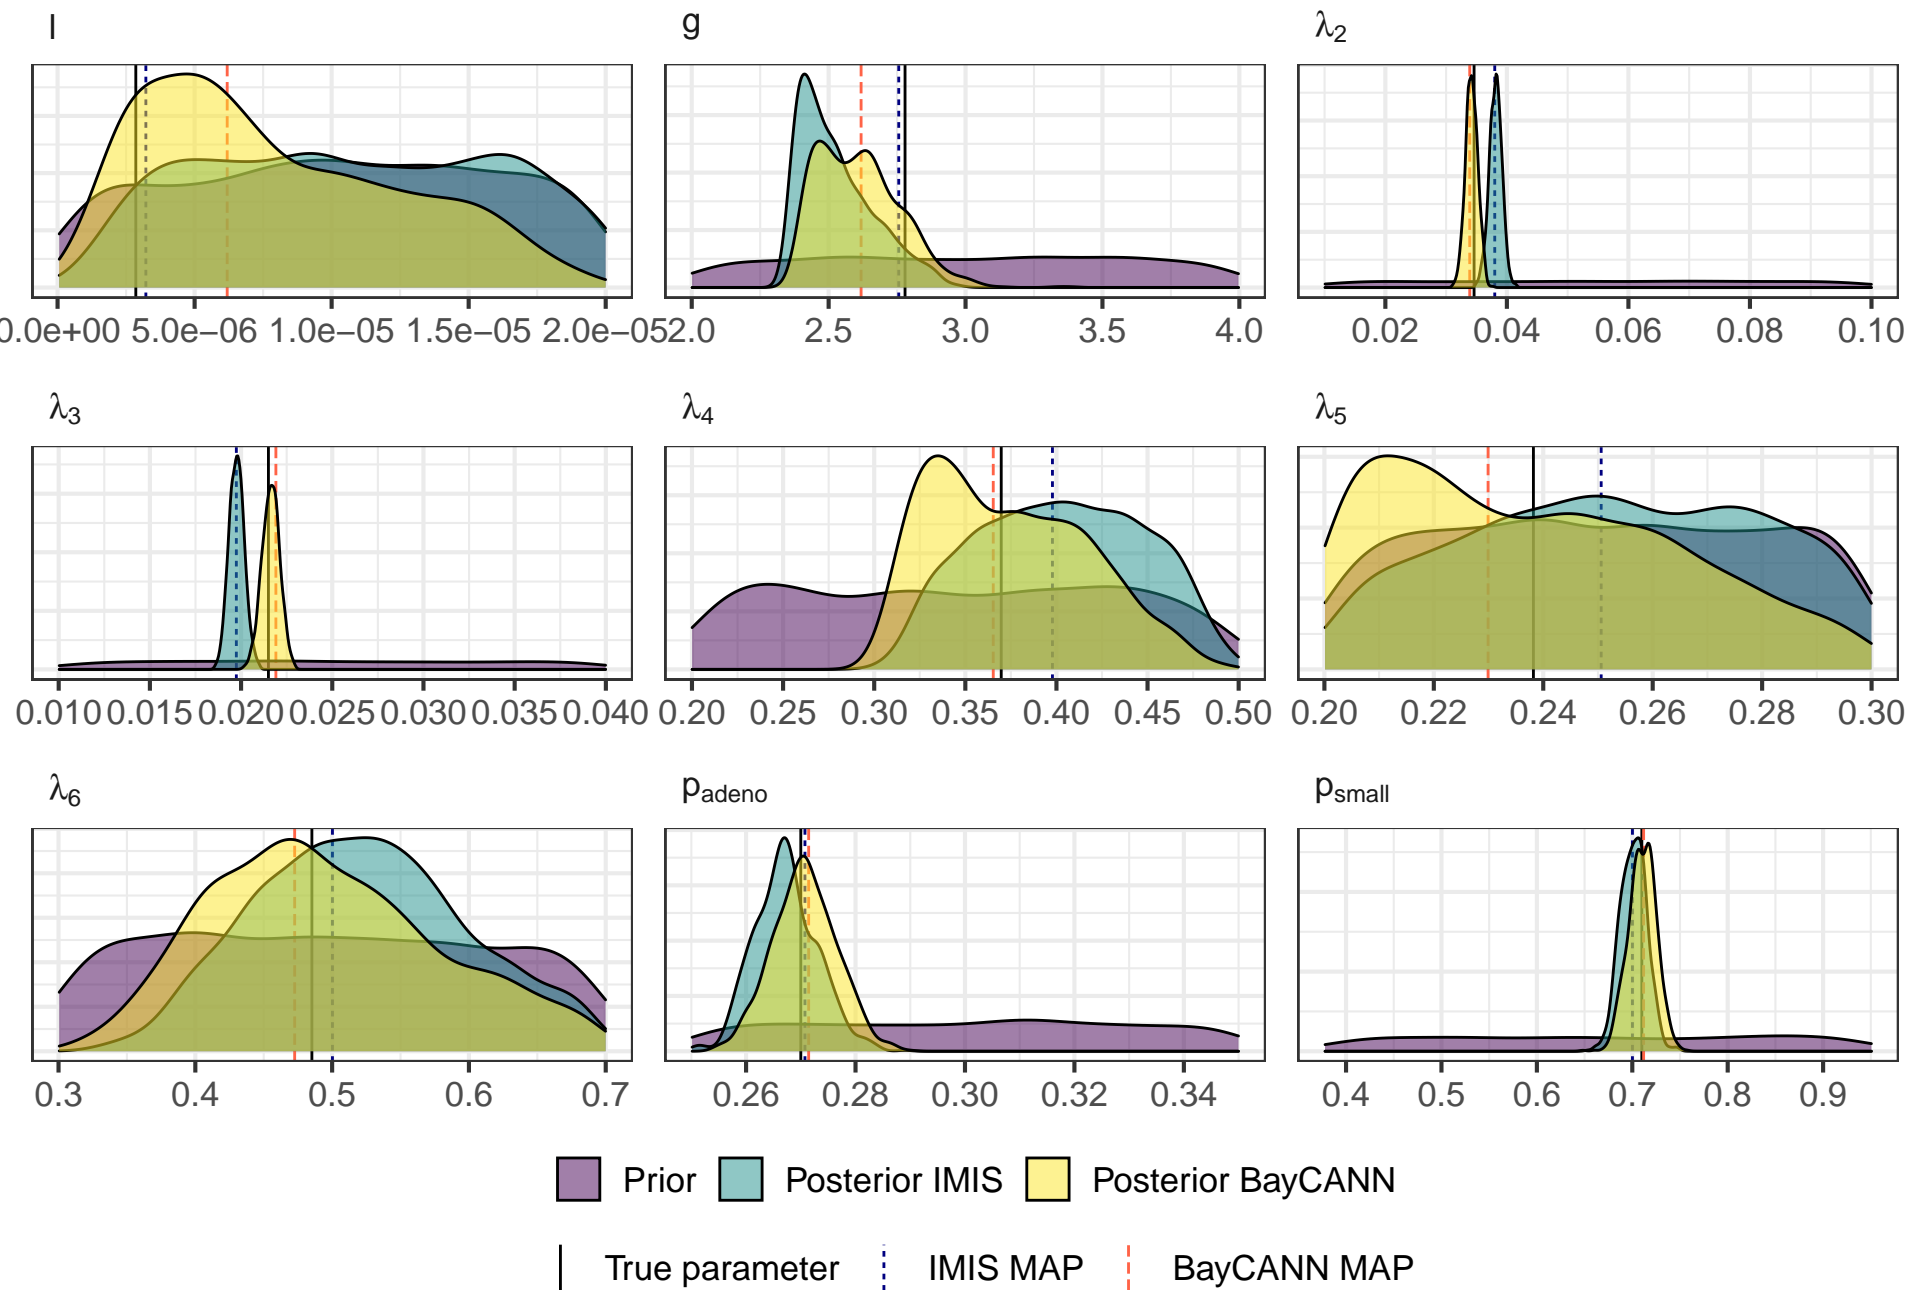 l g λ2
0.0e+00 5.0e−06 1.0e−05 1.5e−05 2.0e−05 2.0 2.5 3.0 3.5 4.0 0.02 0.04 0.06 0.08 0.10
λ3 λ4 λ5
0.010 0.015 0.020 0.025 0.030 0.035 0.040 0.20 0.25 0.30 0.35 0.40 0.45 0.50 0.20 0.22 0.24 0.26 0.28 0.30
λ6 padeno psmall
0.3 0.4 0.5 0.6 0.7 0.26 0.28 0.30 0.32 0.34 0.4 0.5 0.6 0.7 0.8 0.9
Prior Posterior IMIS Posterior BayCANN
True parameter IMIS MAP BayCANN MAP